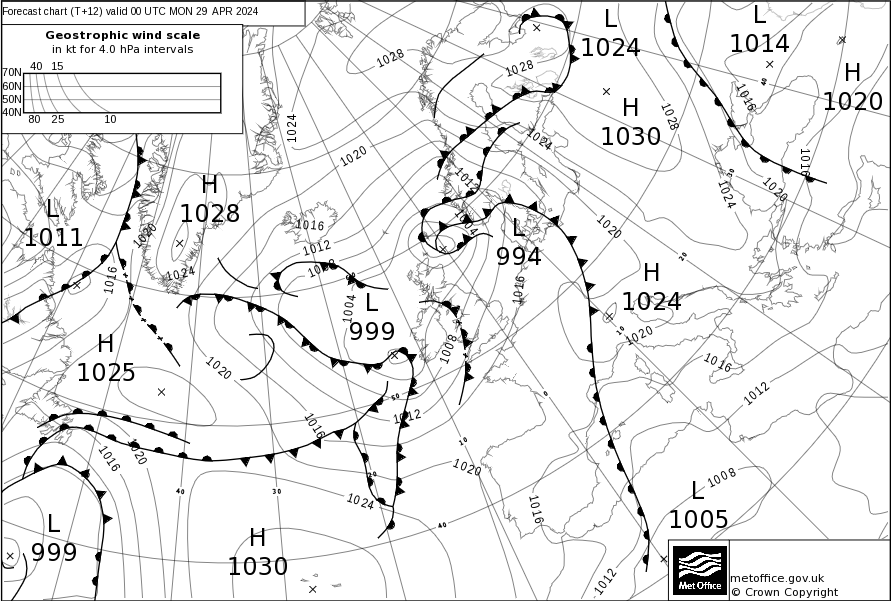 Forecast chart (T+12) valid 00 UTC MON 29 APR 2024
Geostrophic wind scale
in kt for 4.0 hPa intervals
40 15
70N
60N
50N
40N
80 25 10
L
1024
L
1014
H
1020
H
1030
H
1028
L
1011
L
994
H
1024
L
999
H
1025
L
999
H
1030
L
1005
1028
1028
1024
1020
1024
1028
1016
1016
1020
1024
1020
1012
1004
1016
1012
1008
1004
1020
1024
1016
1016
1008
1020
1016
1012
1020
1016
1012
1020
1016
1020
1024
1016
1008
1012
40
30
20
10
0
10
20
30
40
50
40
metoffice.gov.uk
© Crown Copyright
Met Office